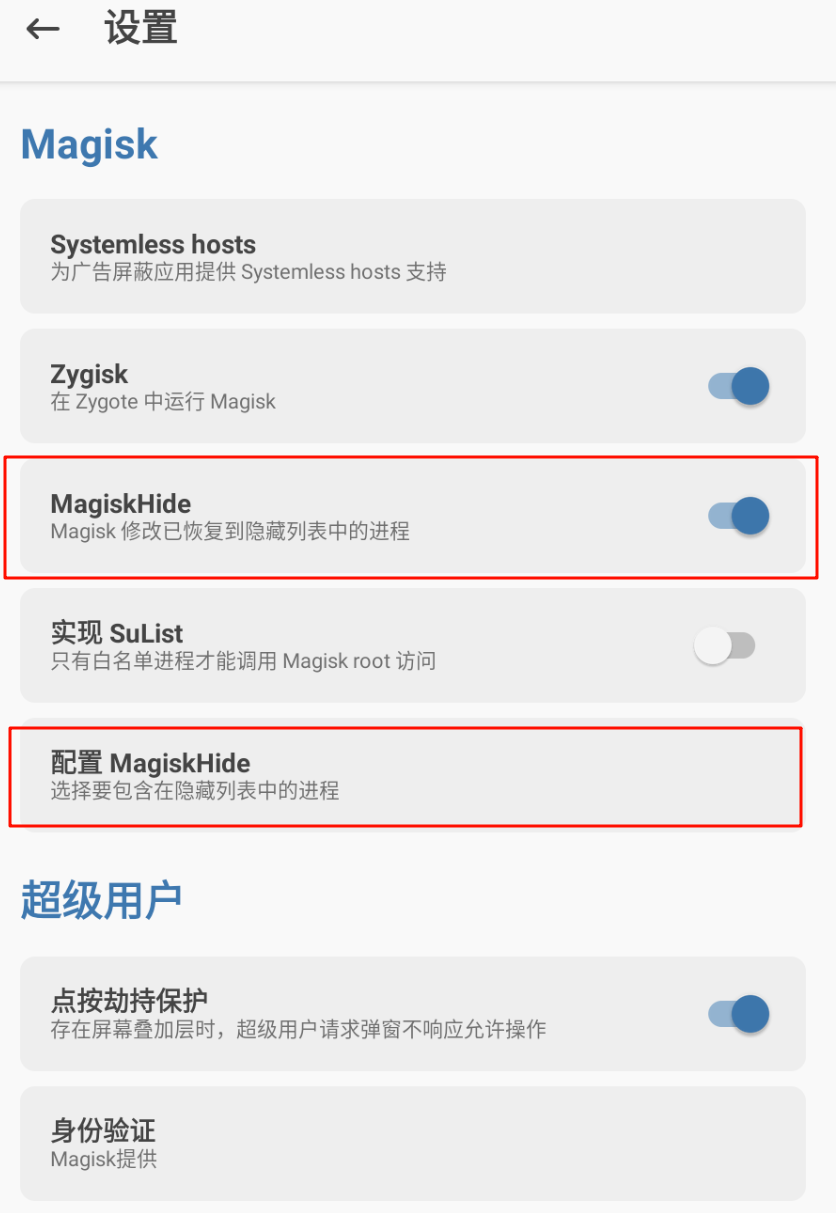 设置
Magisk
Systemless hosts
为广告屏蔽应用提供 Systemless hosts 支持
Zygisk
在 Zygote 中运行 Magisk
MagiskHide
Magisk 修改已恢复到隐藏列表中的进程
实现 SuList
只有白名单进程才能调用 Magisk root 访问
配置 MagiskHide
选择要包含在隐藏列表中的进程
超级用户
点按劫持保护
存在屏幕叠加层时，超级用户请求弹窗不响应允许操作
身份验证
Magisk提供